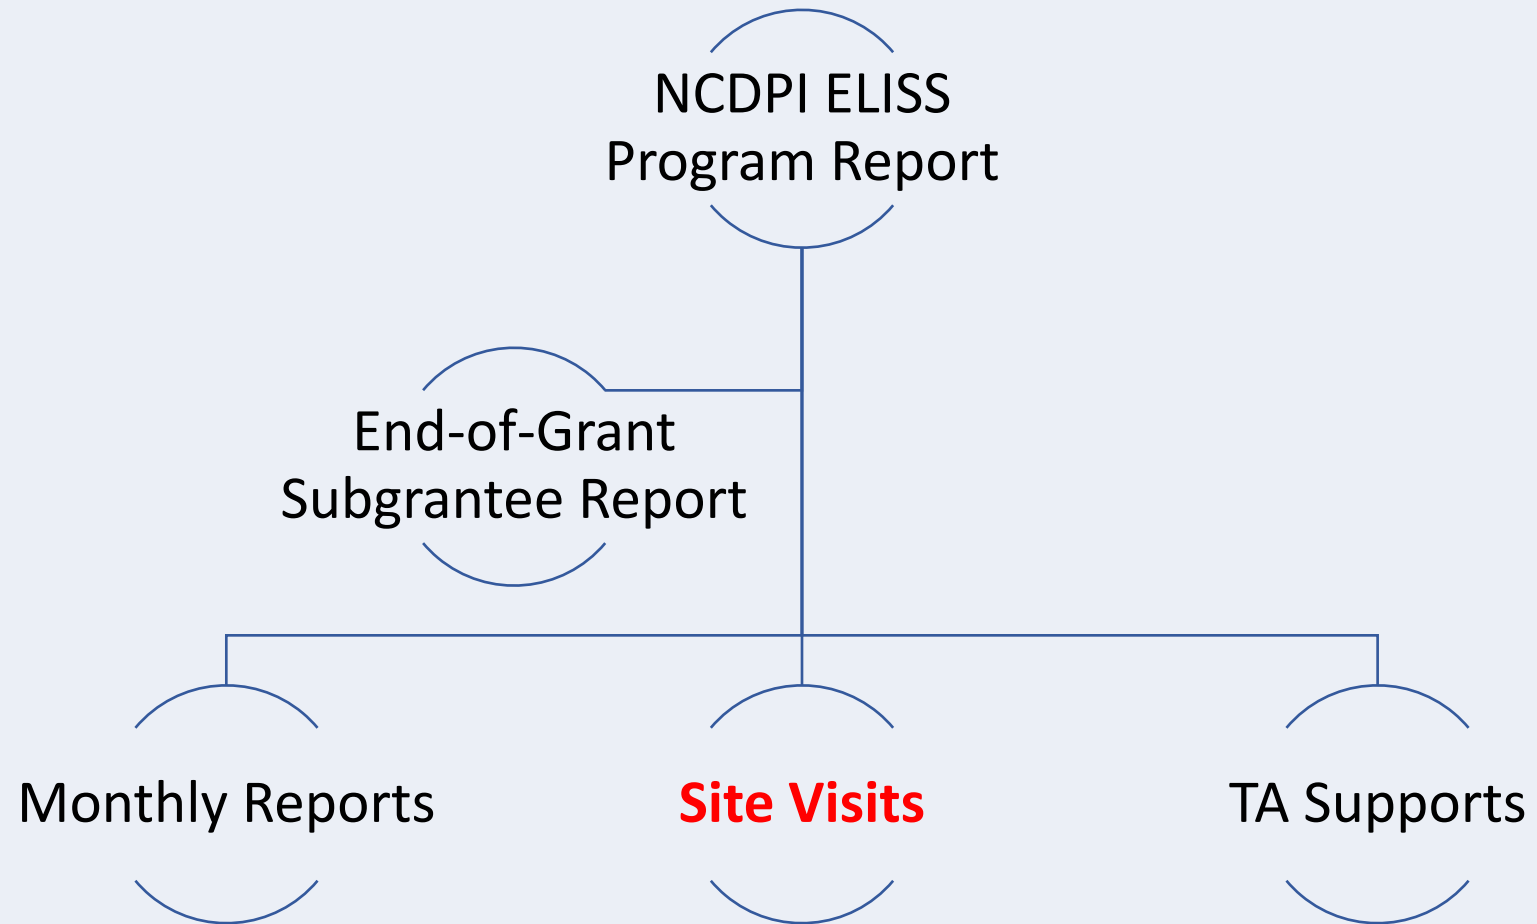 NCDPI ELISS
Program Report
End-of-Grant
Subgrantee Report
Monthly Reports
Site Visits
TA Supports